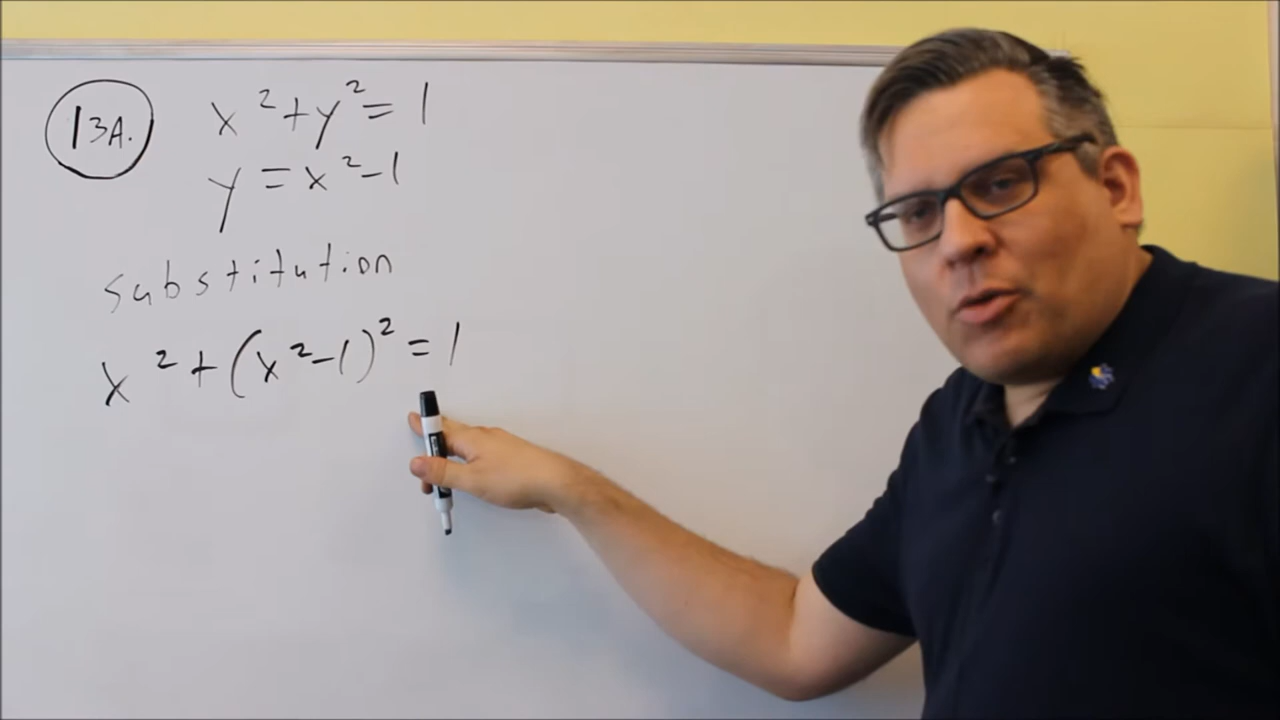 13A.
x²+y²=1
y=x²-1
substitution
x²+(x²-1)²=1